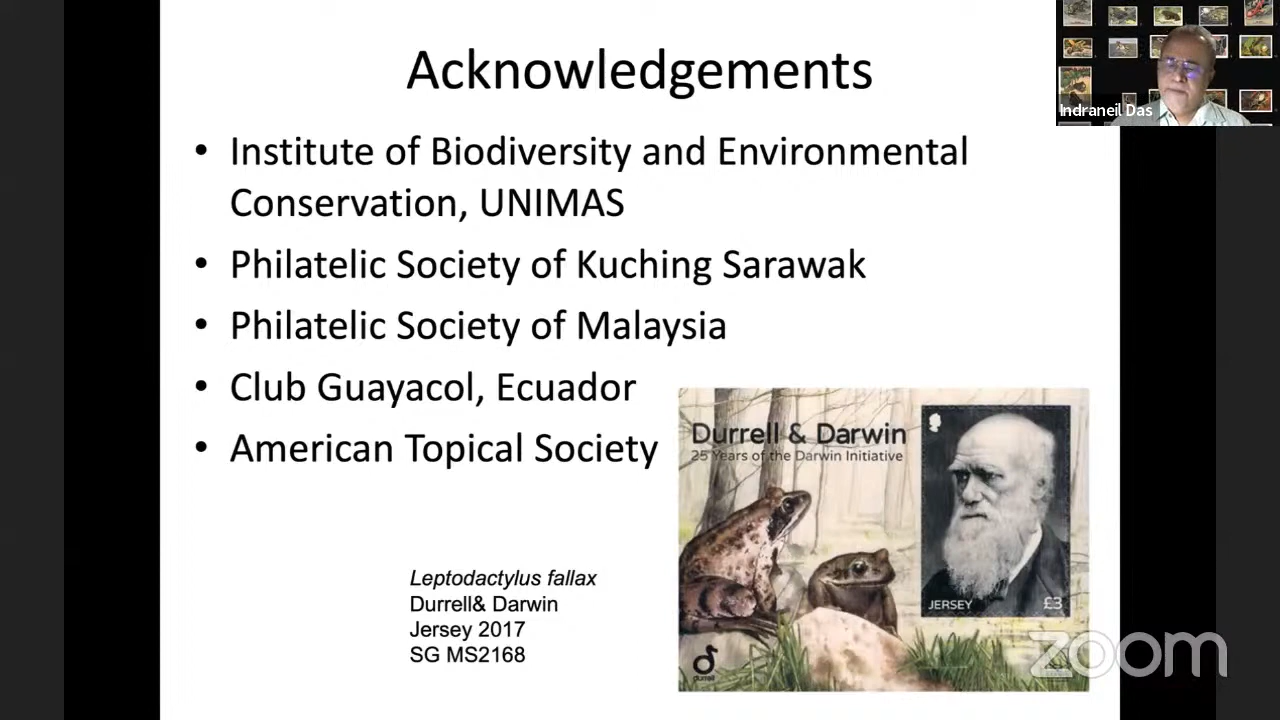 Acknowledgements
Indraneil Das
• Institute of Biodiversity and Environmental
Conservation, UNIMAS
• Philatelic Society of Kuching Sarawak
• Philatelic Society of Malaysia
• Club Guayacol, Ecuador
• American Topical Society
Durrell & Darwin
25 Years of the Darwin Initiative
JERSEY £3
durrell
Leptodactylus fallax
Durrell& Darwin
Jersey 2017
SG MS2168
zoom